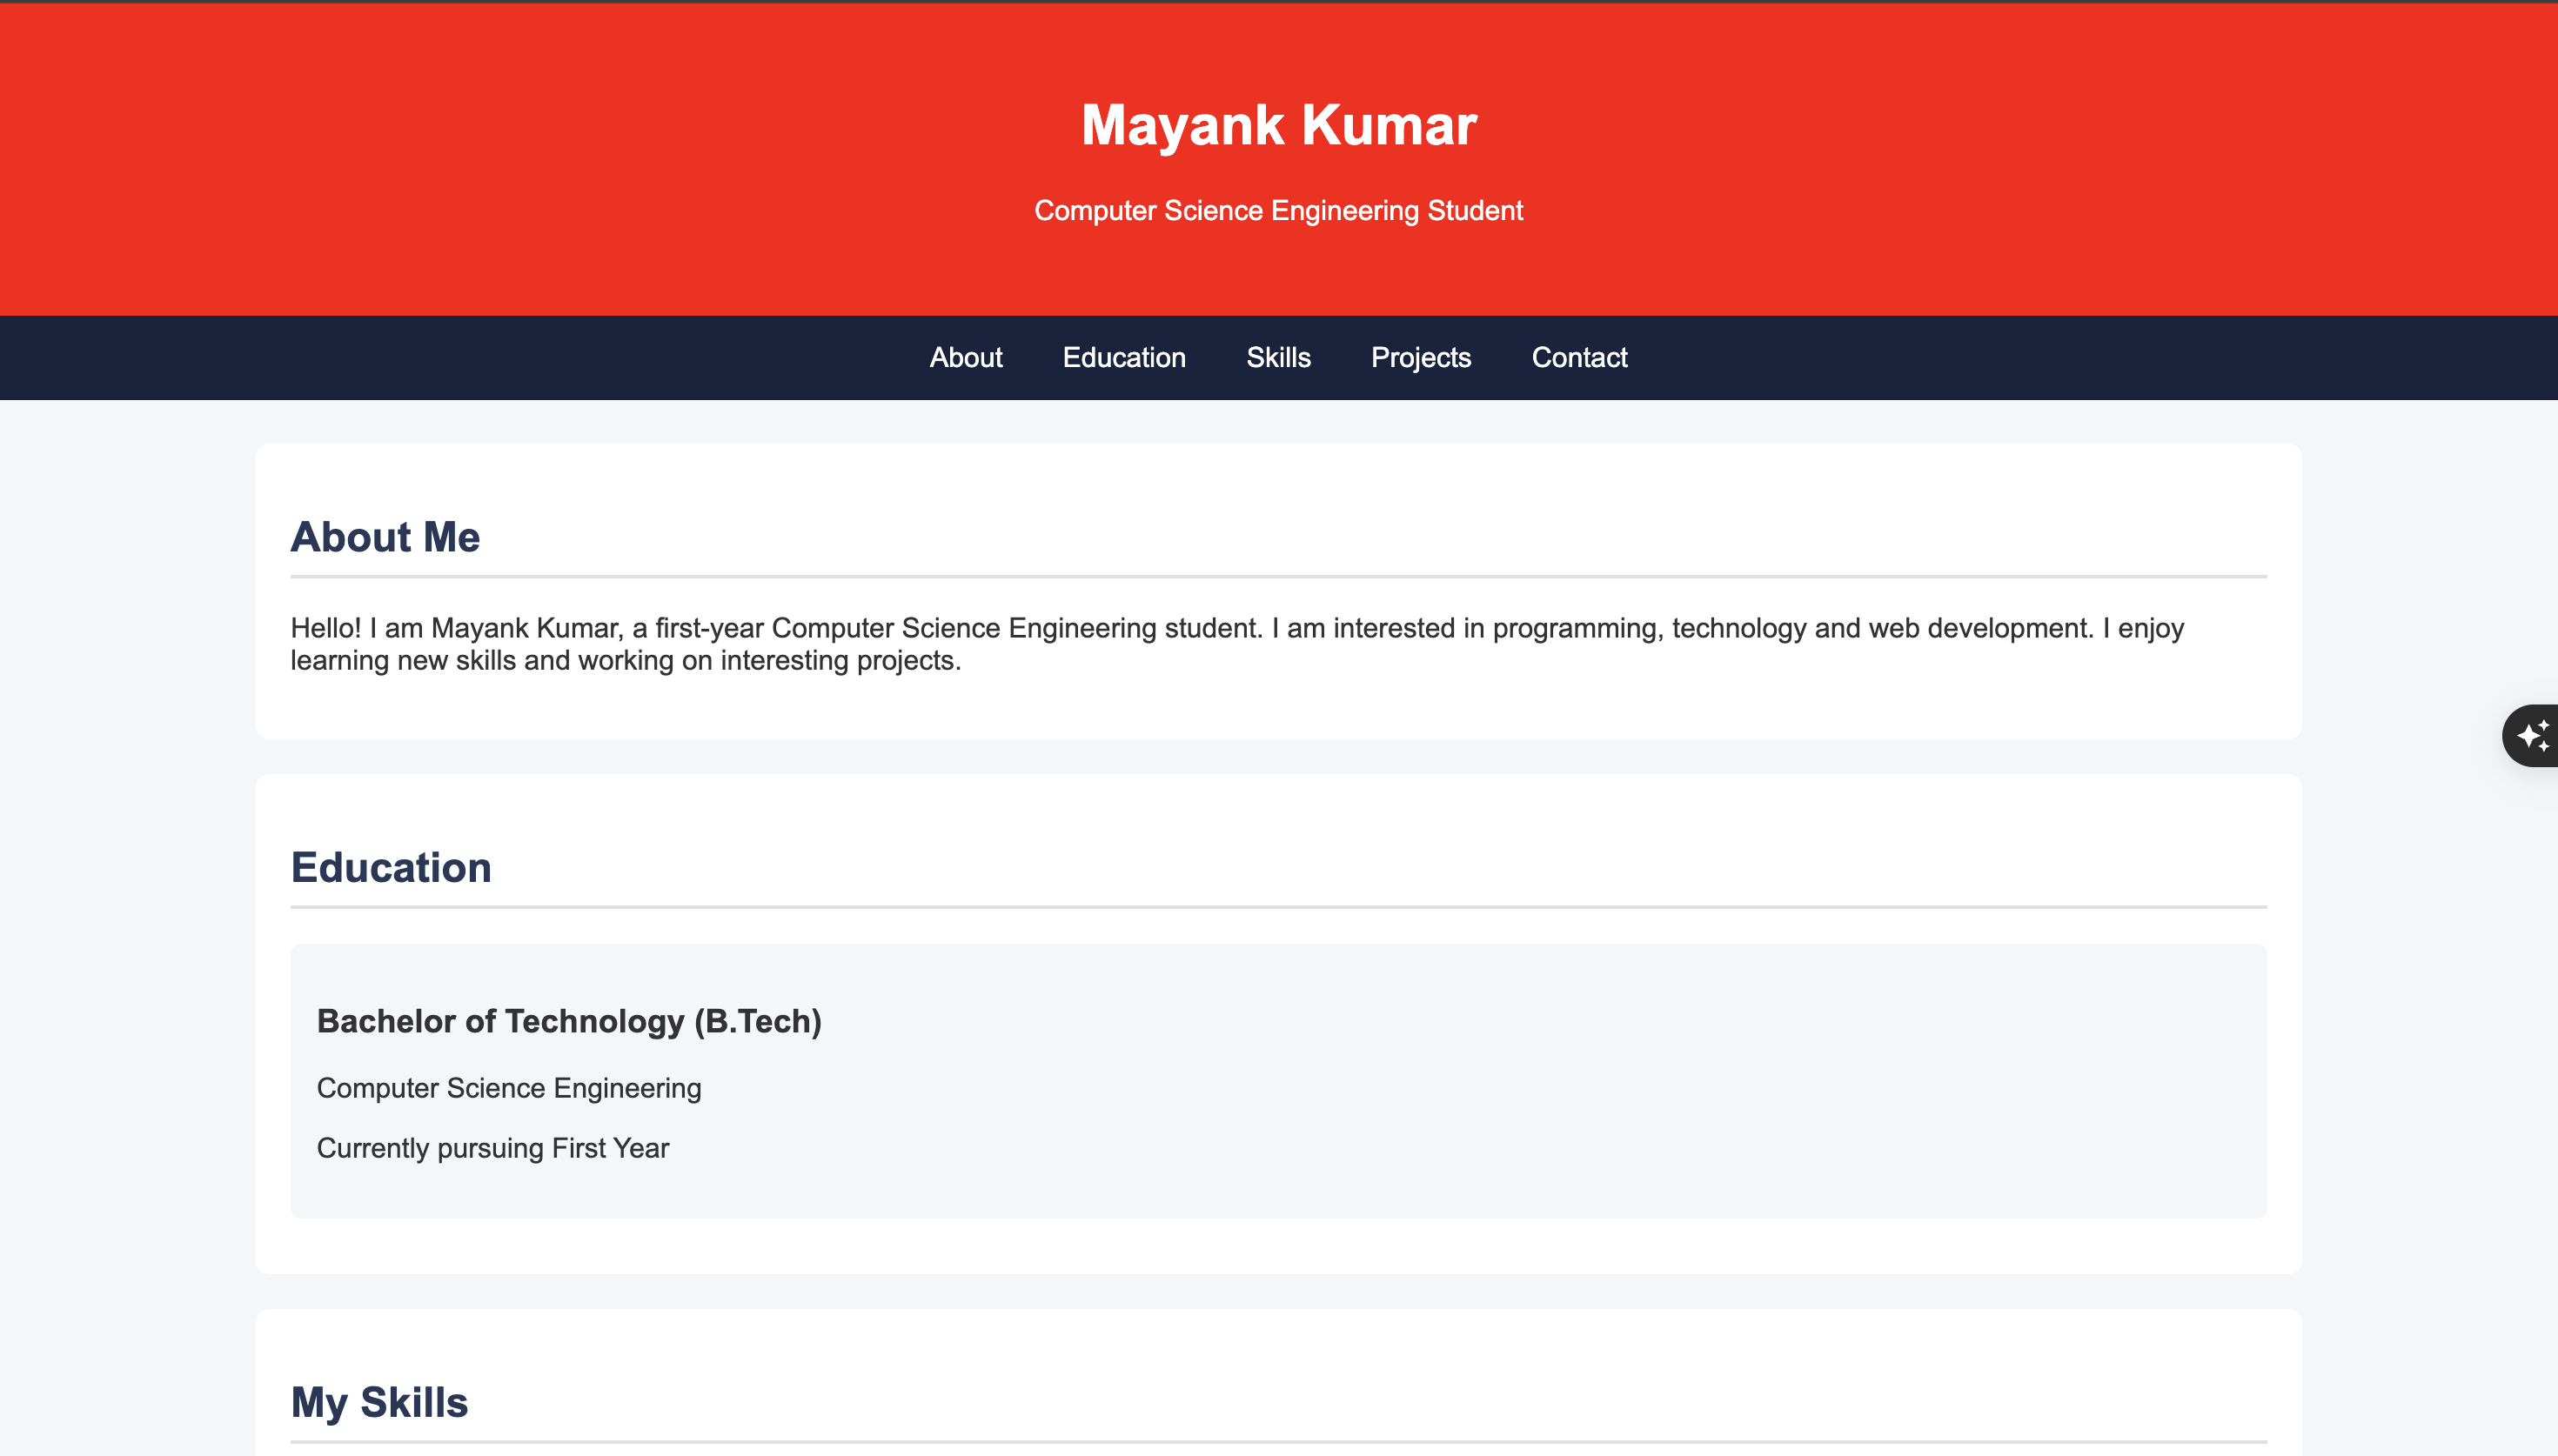 Mayank Kumar
Computer Science Engineering Student
About Education Skills Projects Contact
About Me
Hello! I am Mayank Kumar, a first-year Computer Science Engineering student. I am interested in programming, technology and web development. I enjoy
learning new skills and working on interesting projects.
Education
Bachelor of Technology (B.Tech)
Computer Science Engineering
Currently pursuing First Year
My Skills